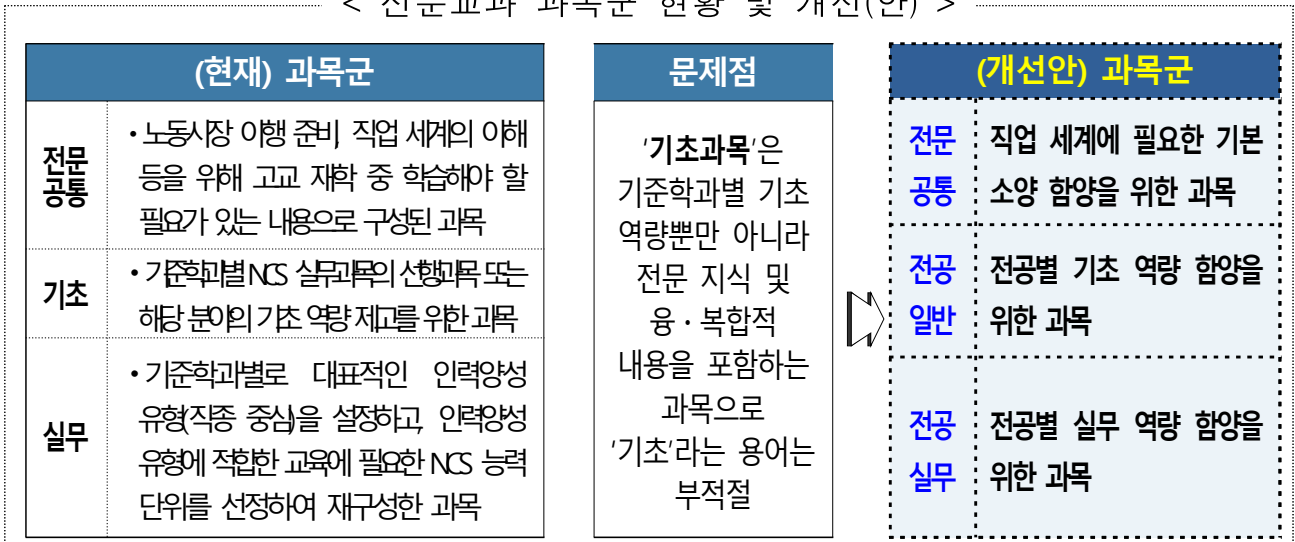 < 전문교과 과목군 현황 및 개선(안) >
(현재) 과목군
전문
공통
• 노동시장 이행 준비, 직업 세계의 이해
등을 위해 고교 재학 중 학습해야 할
필요가 있는 내용으로 구성된 과목
기초
• 기준학과별 NCS 실무과목의 선행과목 또는
해당 분야의 기초 역량 제고를 위한 과목
실무
• 기준학과별로 대표적인 인력양성
유형(직종 중심)을 설정하고, 인력양성
유형에 적합한 교육에 필요한 NCS 능력
단위를 선정하여 재구성한 과목
문제점
'기초과목'은
기준학과별 기초
역량뿐만 아니라
전문 지식 및
융·복합적
내용을 포함하는
과목으로
'기초'라는 용어는
부적절
(개선안) 과목군
전문
공통
직업 세계에 필요한 기본
소양 함양을 위한 과목
전공
일반
전공별 기초 역량 함양을
위한 과목
전공
실무
전공별 실무 역량 함양을
위한 과목